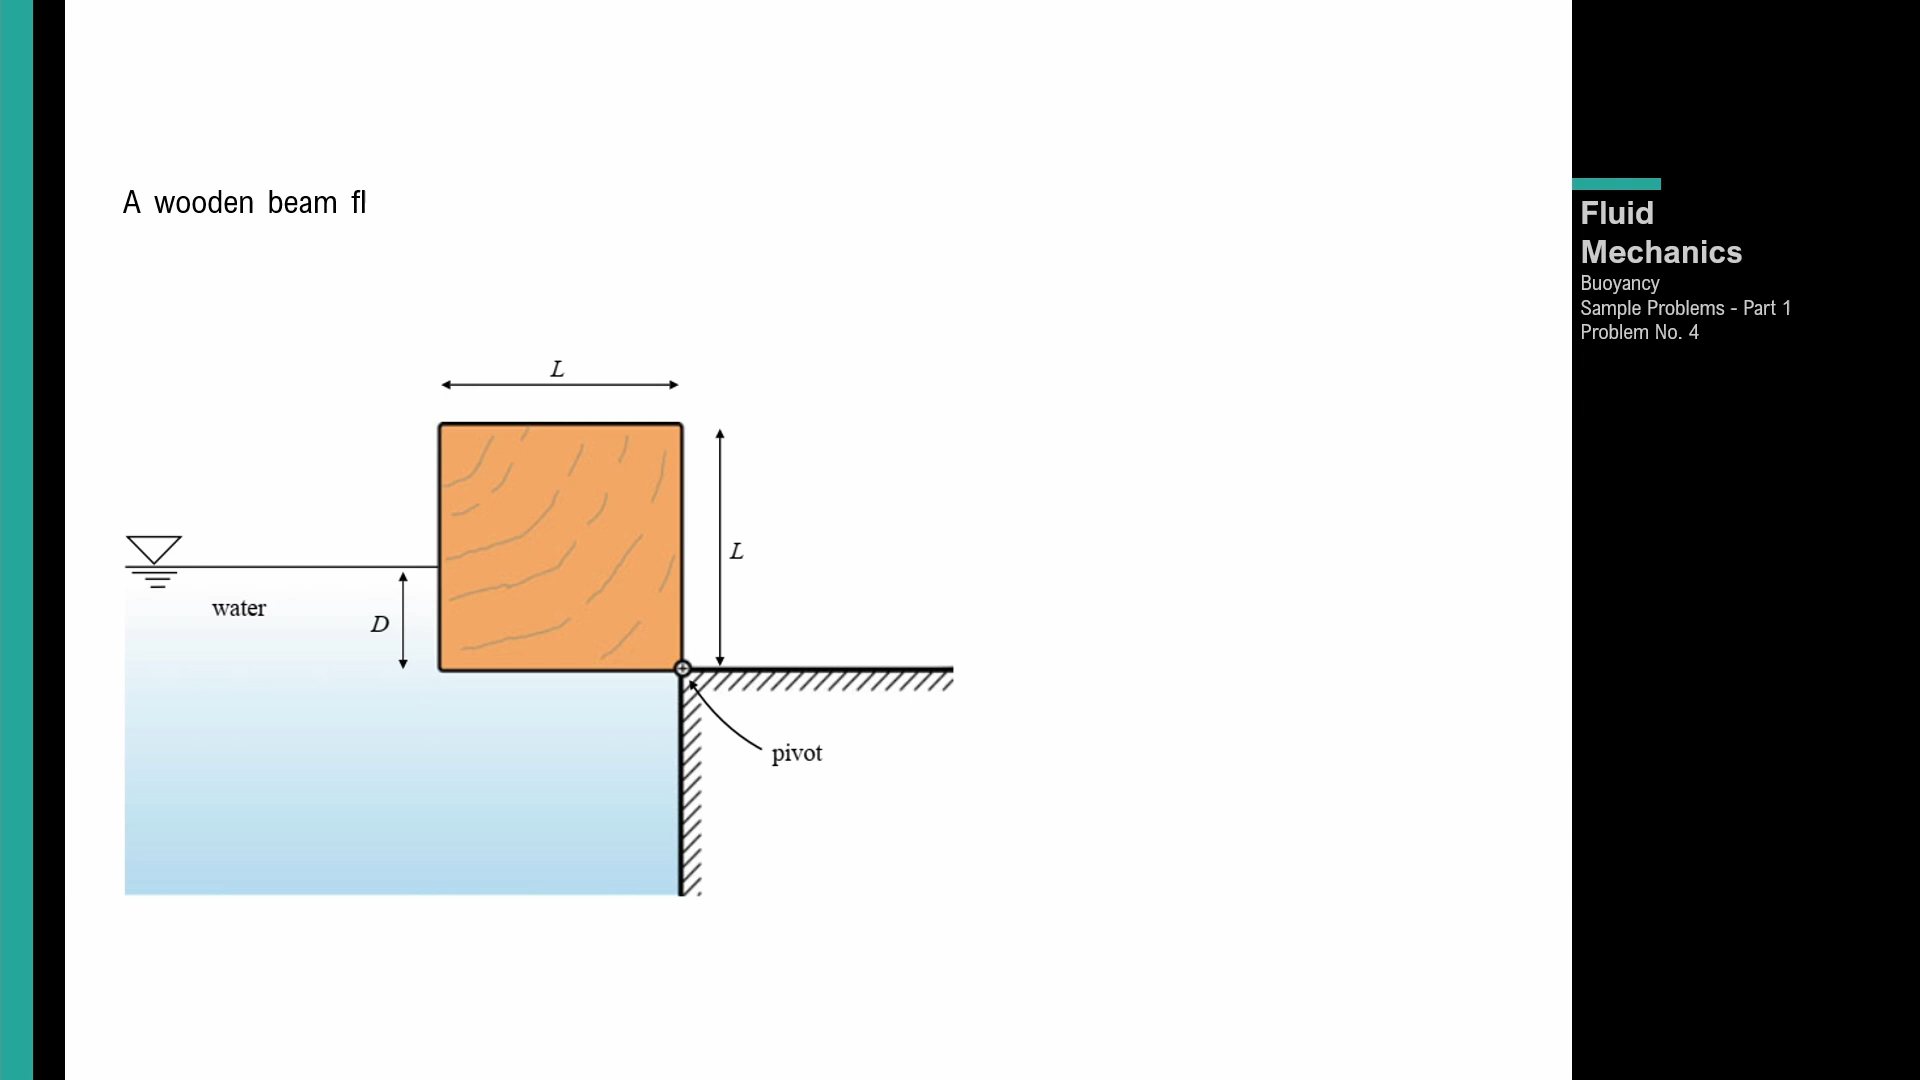 A wooden beam fl
L
L
water
D
pivot
Fluid
Mechanics
Buoyancy
Sample Problems - Part 1
Problem No. 4